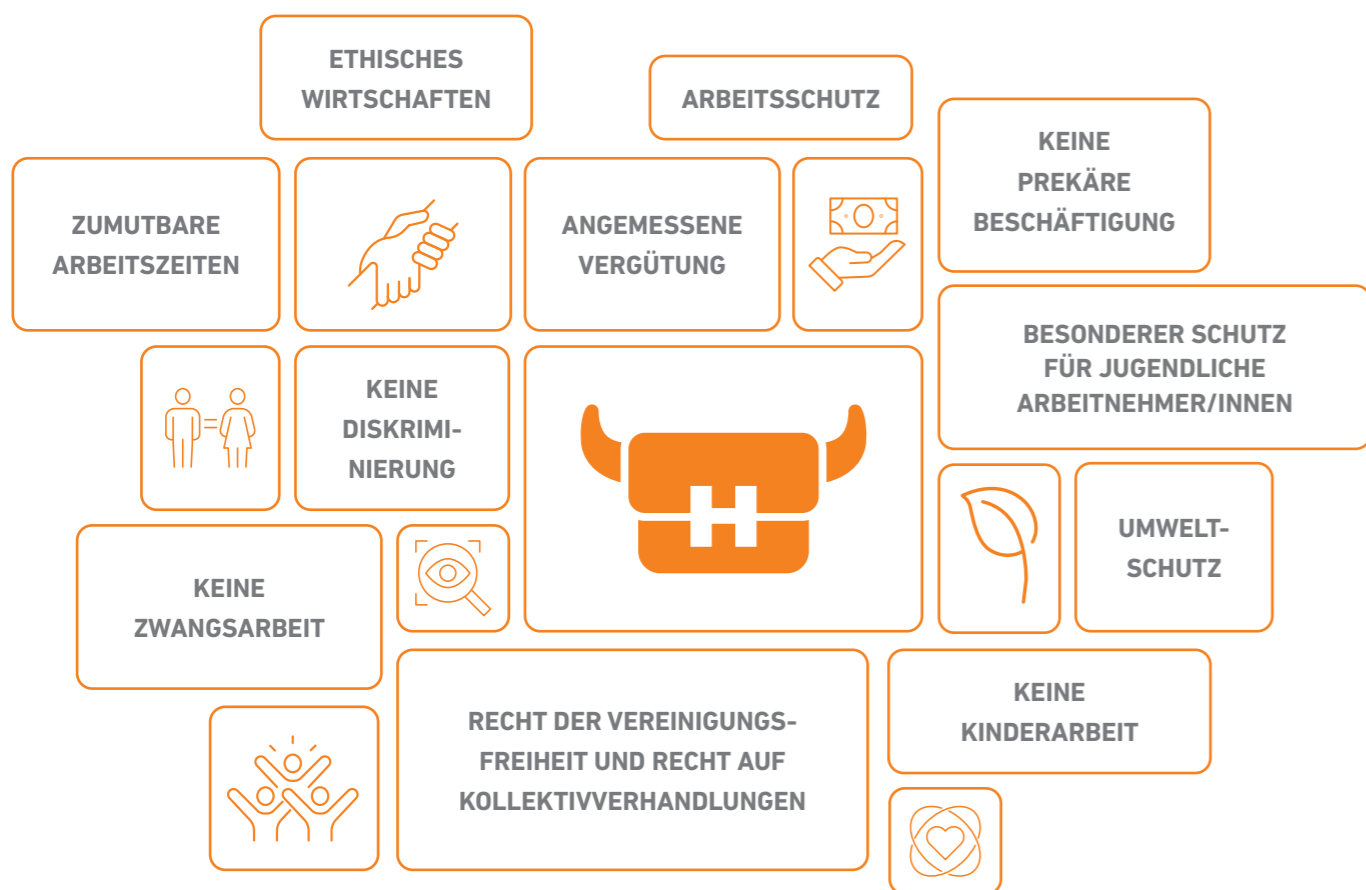 ETHISCHES
WIRTSCHAFTEN
ARBEITSSCHUTZ
KEINE
PREKÄRE
BESCHÄFTIGUNG
ZUMUTBARE
ARBEITSZEITEN
ANGEMESSENE
VERGÜTUNG
BESONDERER SCHUTZ
FÜR JUGENDLICHE
ARBEITNEHMER/INNEN
KEINE
DISKRIMI-
NIERUNG
H
UMWELT-
SCHUTZ
KEINE
ZWANGSARBEIT
RECHT DER VEREINIGUNGS-
FREIHEIT UND RECHT AUF
KOLLEKTIVVERHANDLUNGEN
KEINE
KINDERARBEIT